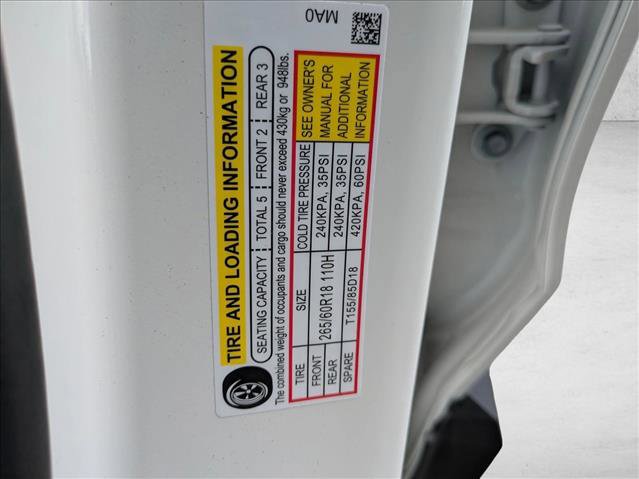 MA0
TIRE AND LOADING INFORMATION
SEATING CAPACITY TOTAL 5 FRONT 2 REAR 3
The combined weight of occupants and cargo should never exceed 430kg or 948lbs.
TIRE SIZE COLD TIRE PRESSURE
FRONT 265/60R18 110H 240KPA, 35PSI
REAR 240KPA, 35PSI
SPARE T155/85D18 420KPA, 60PSI
SEE OWNER'S
MANUAL FOR
ADDITIONAL
INFORMATION